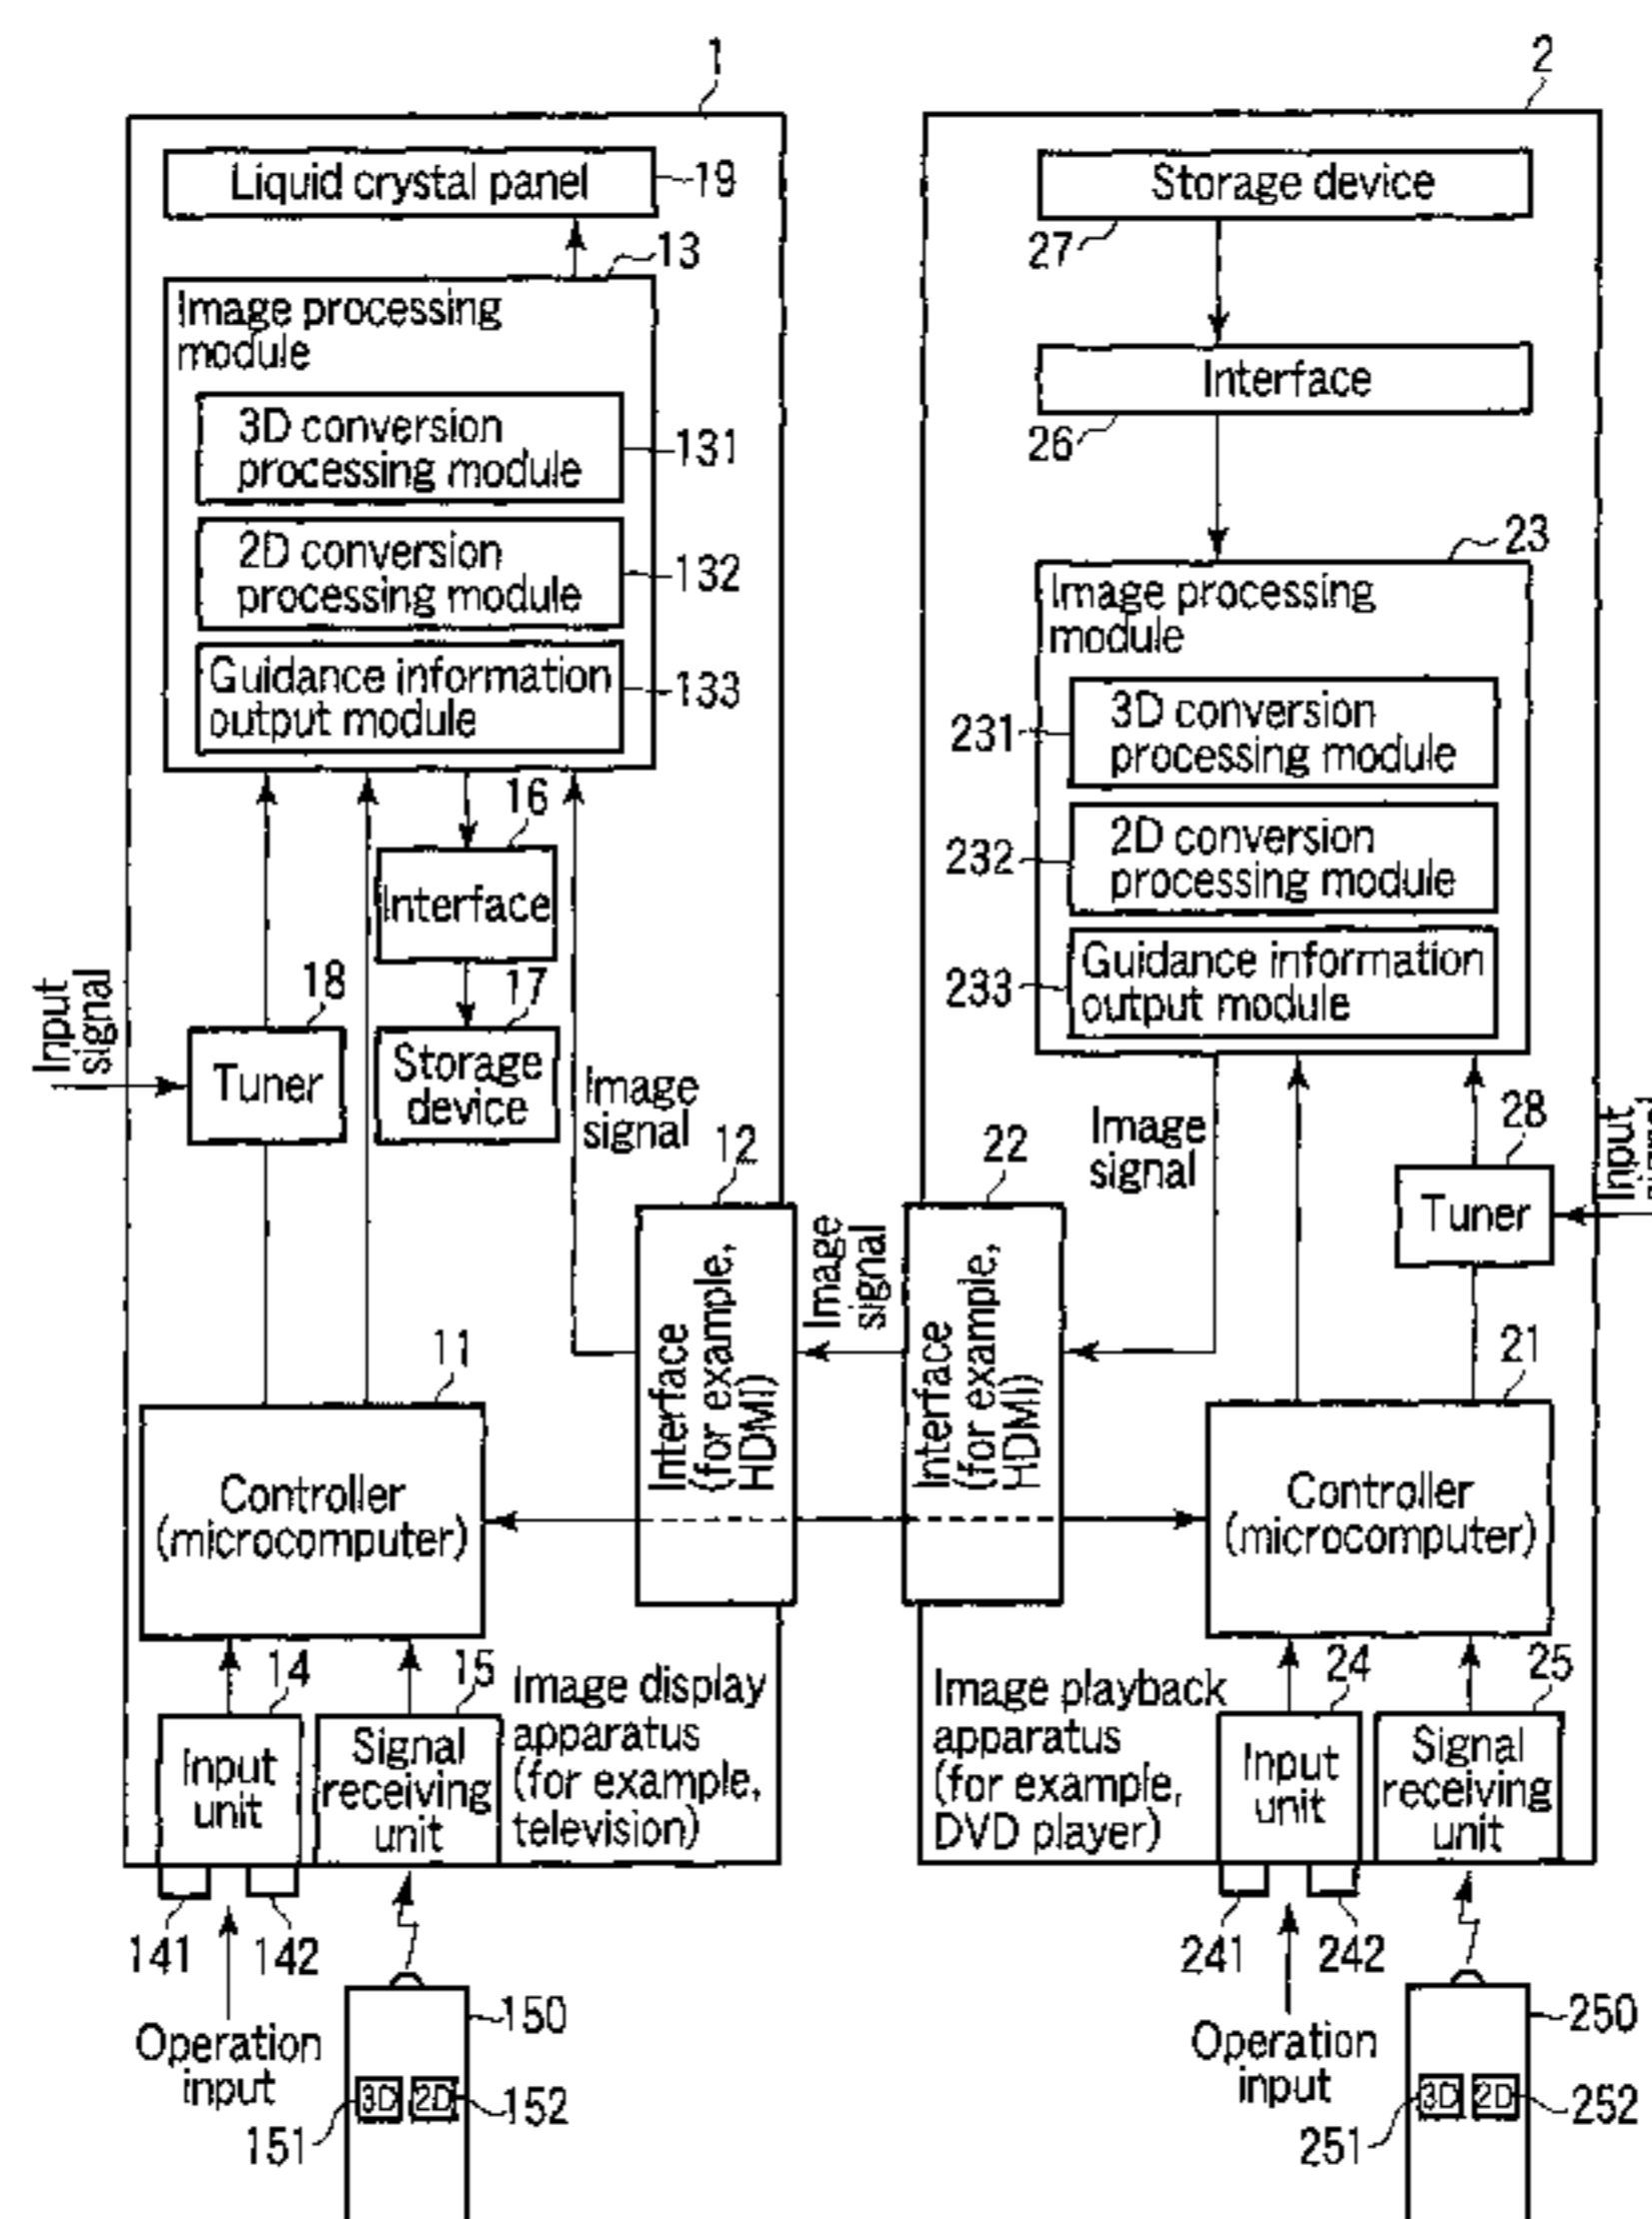 1
Liquid crystal panel
19
13
Image processing
module
3D conversion
processing module
131
2D conversion
processing module
132
Guidance information
output module
133
16
Interface
18
17
Input
signal
Tuner
Storage
device
Image
signal
12
11
Interface
(for example,
HDMI)
Controller
(microcomputer)
14
15
Input
unit
Signal
receiving
unit
Image display
apparatus
(for example,
television)
141
142
Operation
input
150
3D
2D
151
152
Image
signal
2
Storage device
27
Interface
26
23
Image processing
module
3D conversion
processing module
231
2D conversion
processing module
232
Guidance information
output module
233
Image
signal
28
Tuner
Input
22
Interface
(for example,
HDMI)
21
Controller
(microcomputer)
24
25
Image playback
apparatus
(for example,
DVD player)
Input
unit
Signal
receiving
unit
241
242
Operation
input
250
3D
2D
251
252